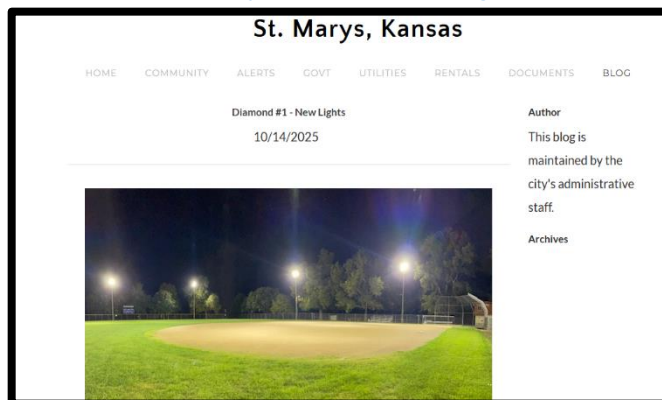 St. Marys, Kansas
HOME COMMUNITY ALERTS GOVT UTILITIES RENTALS DOCUMENTS BLOG
Diamond #1 - New Lights
10/14/2025
Author
This blog is
maintained by the
city's administrative
staff.
Archives